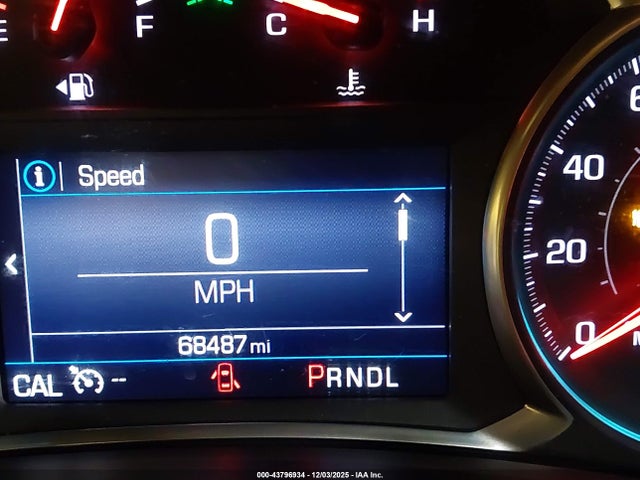 E F C H
Speed
0
MPH
68487 mi
CAL -- PRNDL
40
20
0
000-43796934 - 12/03/2025 - IAA Inc.